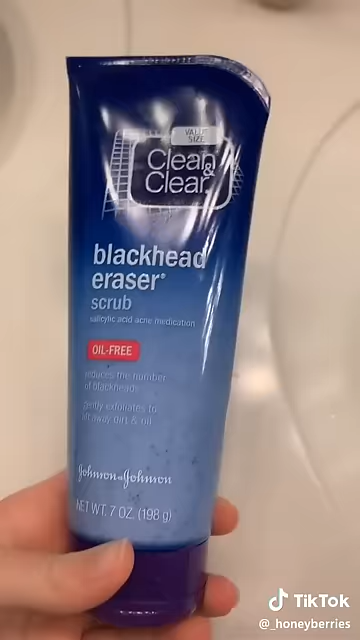 VALUE
SIZE
Clean &
Clear
blackhead
eraser®
scrub
salicylic acid acne medication
OIL-FREE
reduces the number
of blackheads
gently exfoliates to
lift away dirt & oil
Johnson & Johnson
NET WT. 7 OZ. (198 g)
TikTok
@_honeyberries